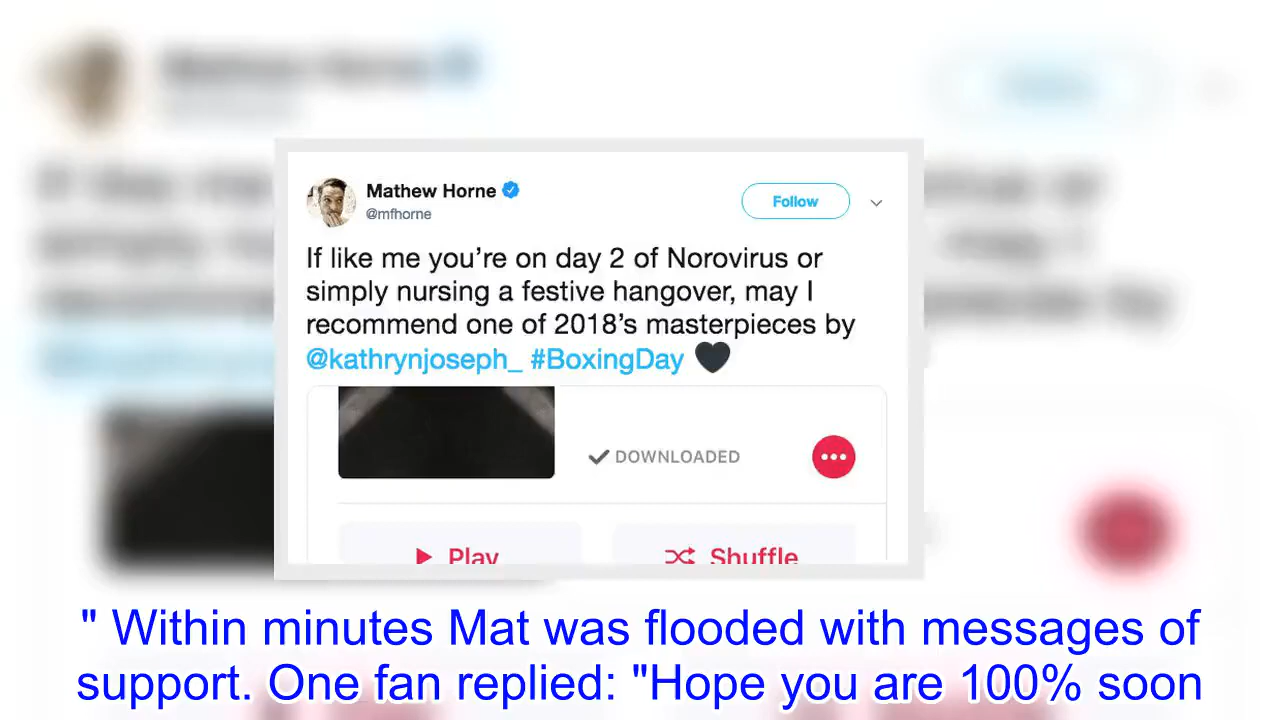 Mathew Horne
@mfhorne
Follow
If like me you're on day 2 of Norovirus or
simply nursing a festive hangover, may I
recommend one of 2018's masterpieces by
@kathrynjoseph_ #BoxingDay 🖤
✓ DOWNLOADED
Play
Shuffle
" Within minutes Mat was flooded with messages of
support. One fan replied: "Hope you are 100% soon